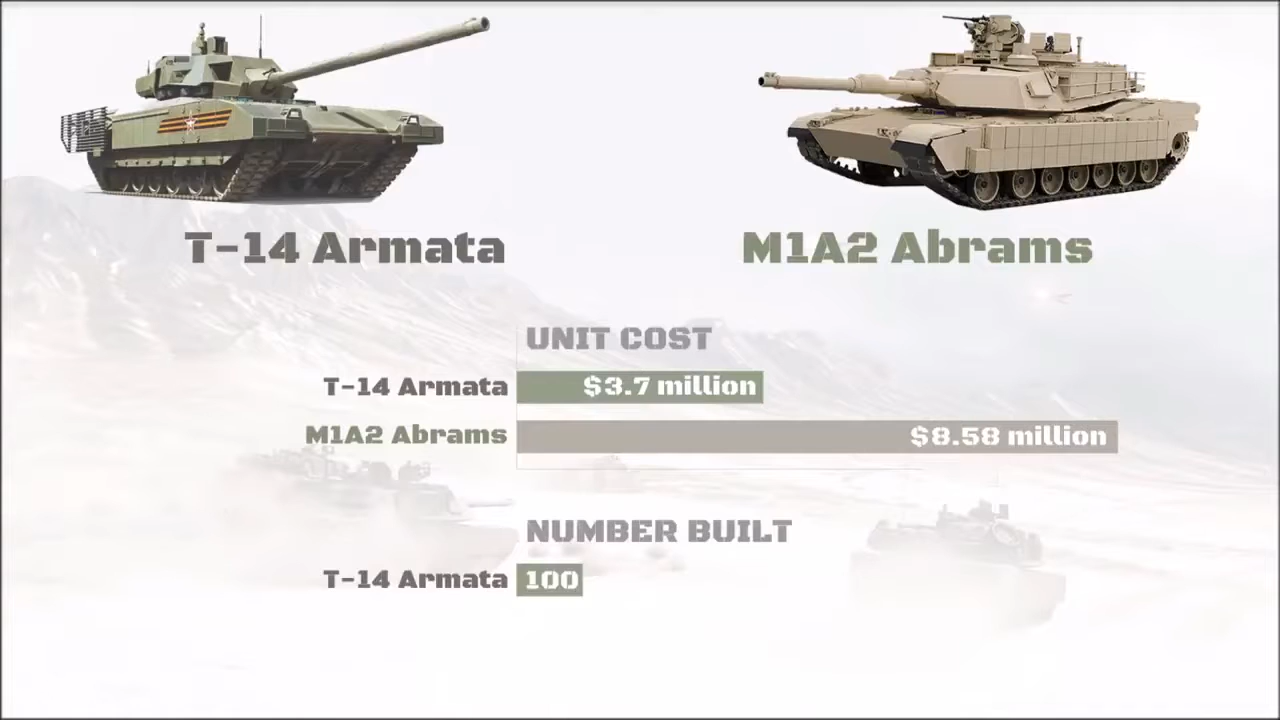 T-14 Armata
M1A2 Abrams
UNIT COST
T-14 Armata $3.7 million
M1A2 Abrams $8.58 million
NUMBER BUILT
T-14 Armata 100